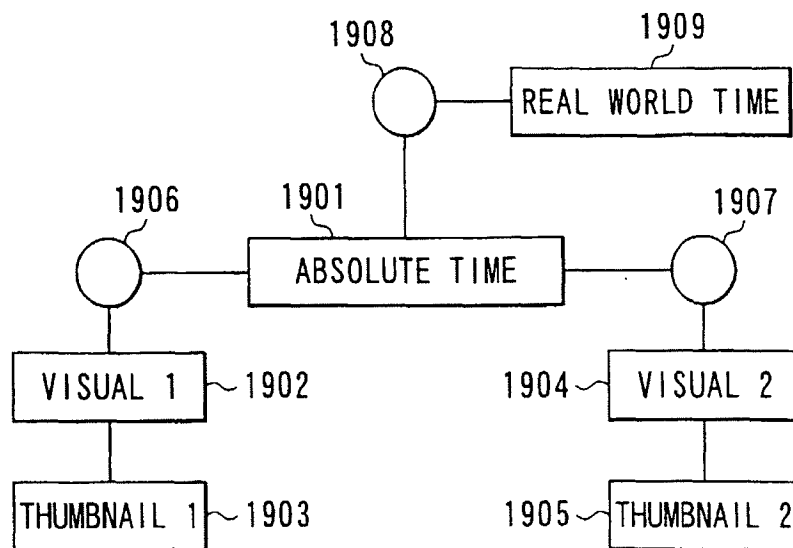 1908
1909
REAL WORLD TIME
1906
1901
1907
ABSOLUTE TIME
VISUAL 1
1902
1904
VISUAL 2
THUMBNAIL 1
1903
1905
THUMBNAIL 2